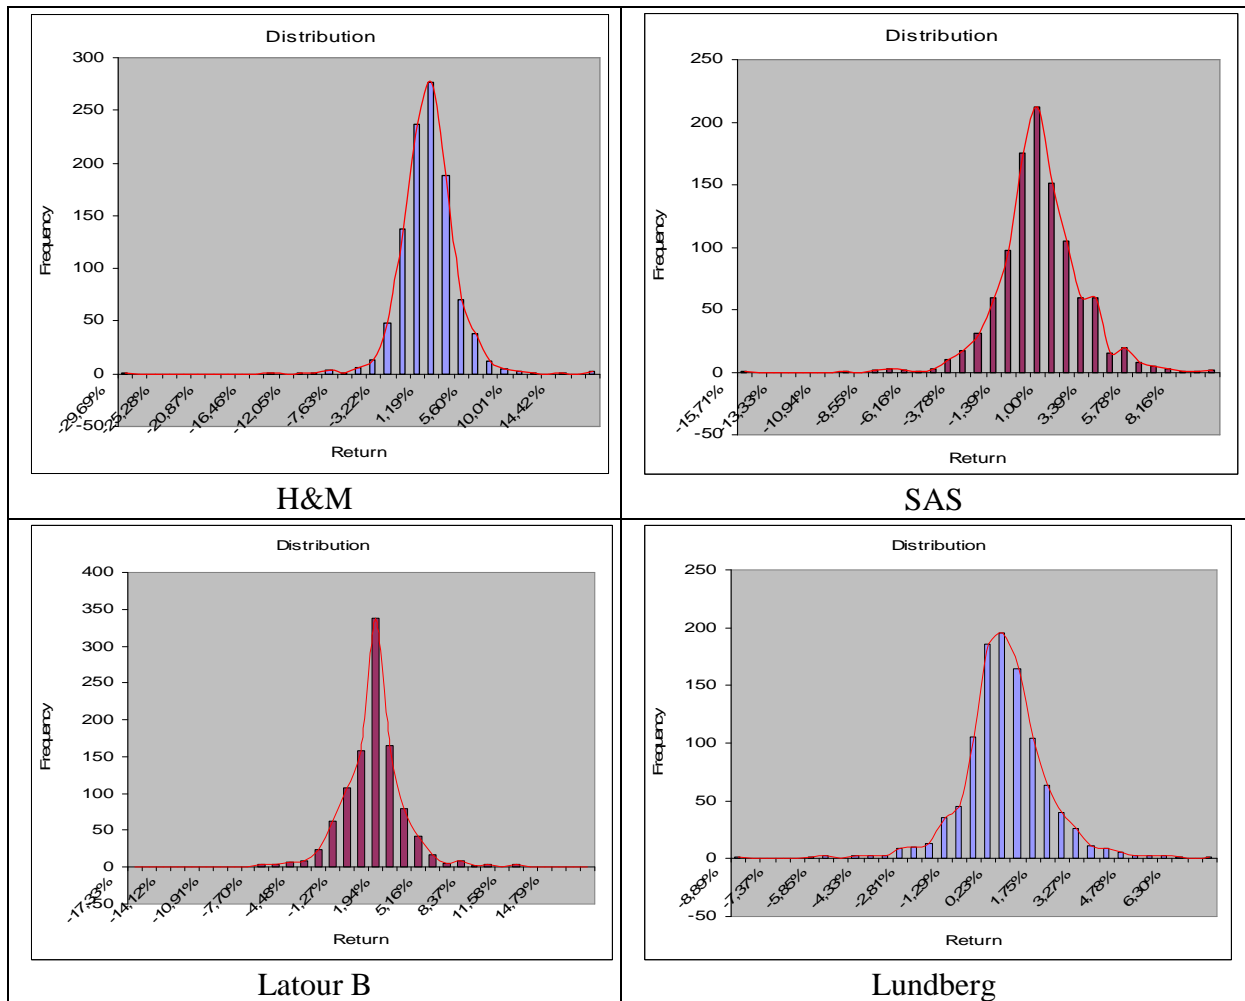 Distribution
300
250
200
150
100
50
0
-50
Frequency
-29,69% -25,28% -20,87% -16,46% -12,05% -7,63% -3,22% 1,19% 5,60% 10,01% 14,42%
Return
H&M
Distribution
250
200
150
100
50
0
-50
Frequency
-15,71% -13,33% -10,94% -8,55% -6,16% -3,78% -1,39% 1,00% 3,39% 5,78% 8,16%
Return
SAS
Distribution
400
350
300
250
200
150
100
50
0
-50
Frequency
-14,12% -10,91% -7,70% -4,48% -1,27% 1,94% 5,16% 8,37% 11,58% 14,79%
Return
Latour B
Distribution
250
200
150
100
50
0
-50
Frequency
-8,89% -7,37% -5,85% -4,33% -2,81% -1,29% 0,23% 1,75% 3,27% 4,78% 6,30%
Return
Lundberg